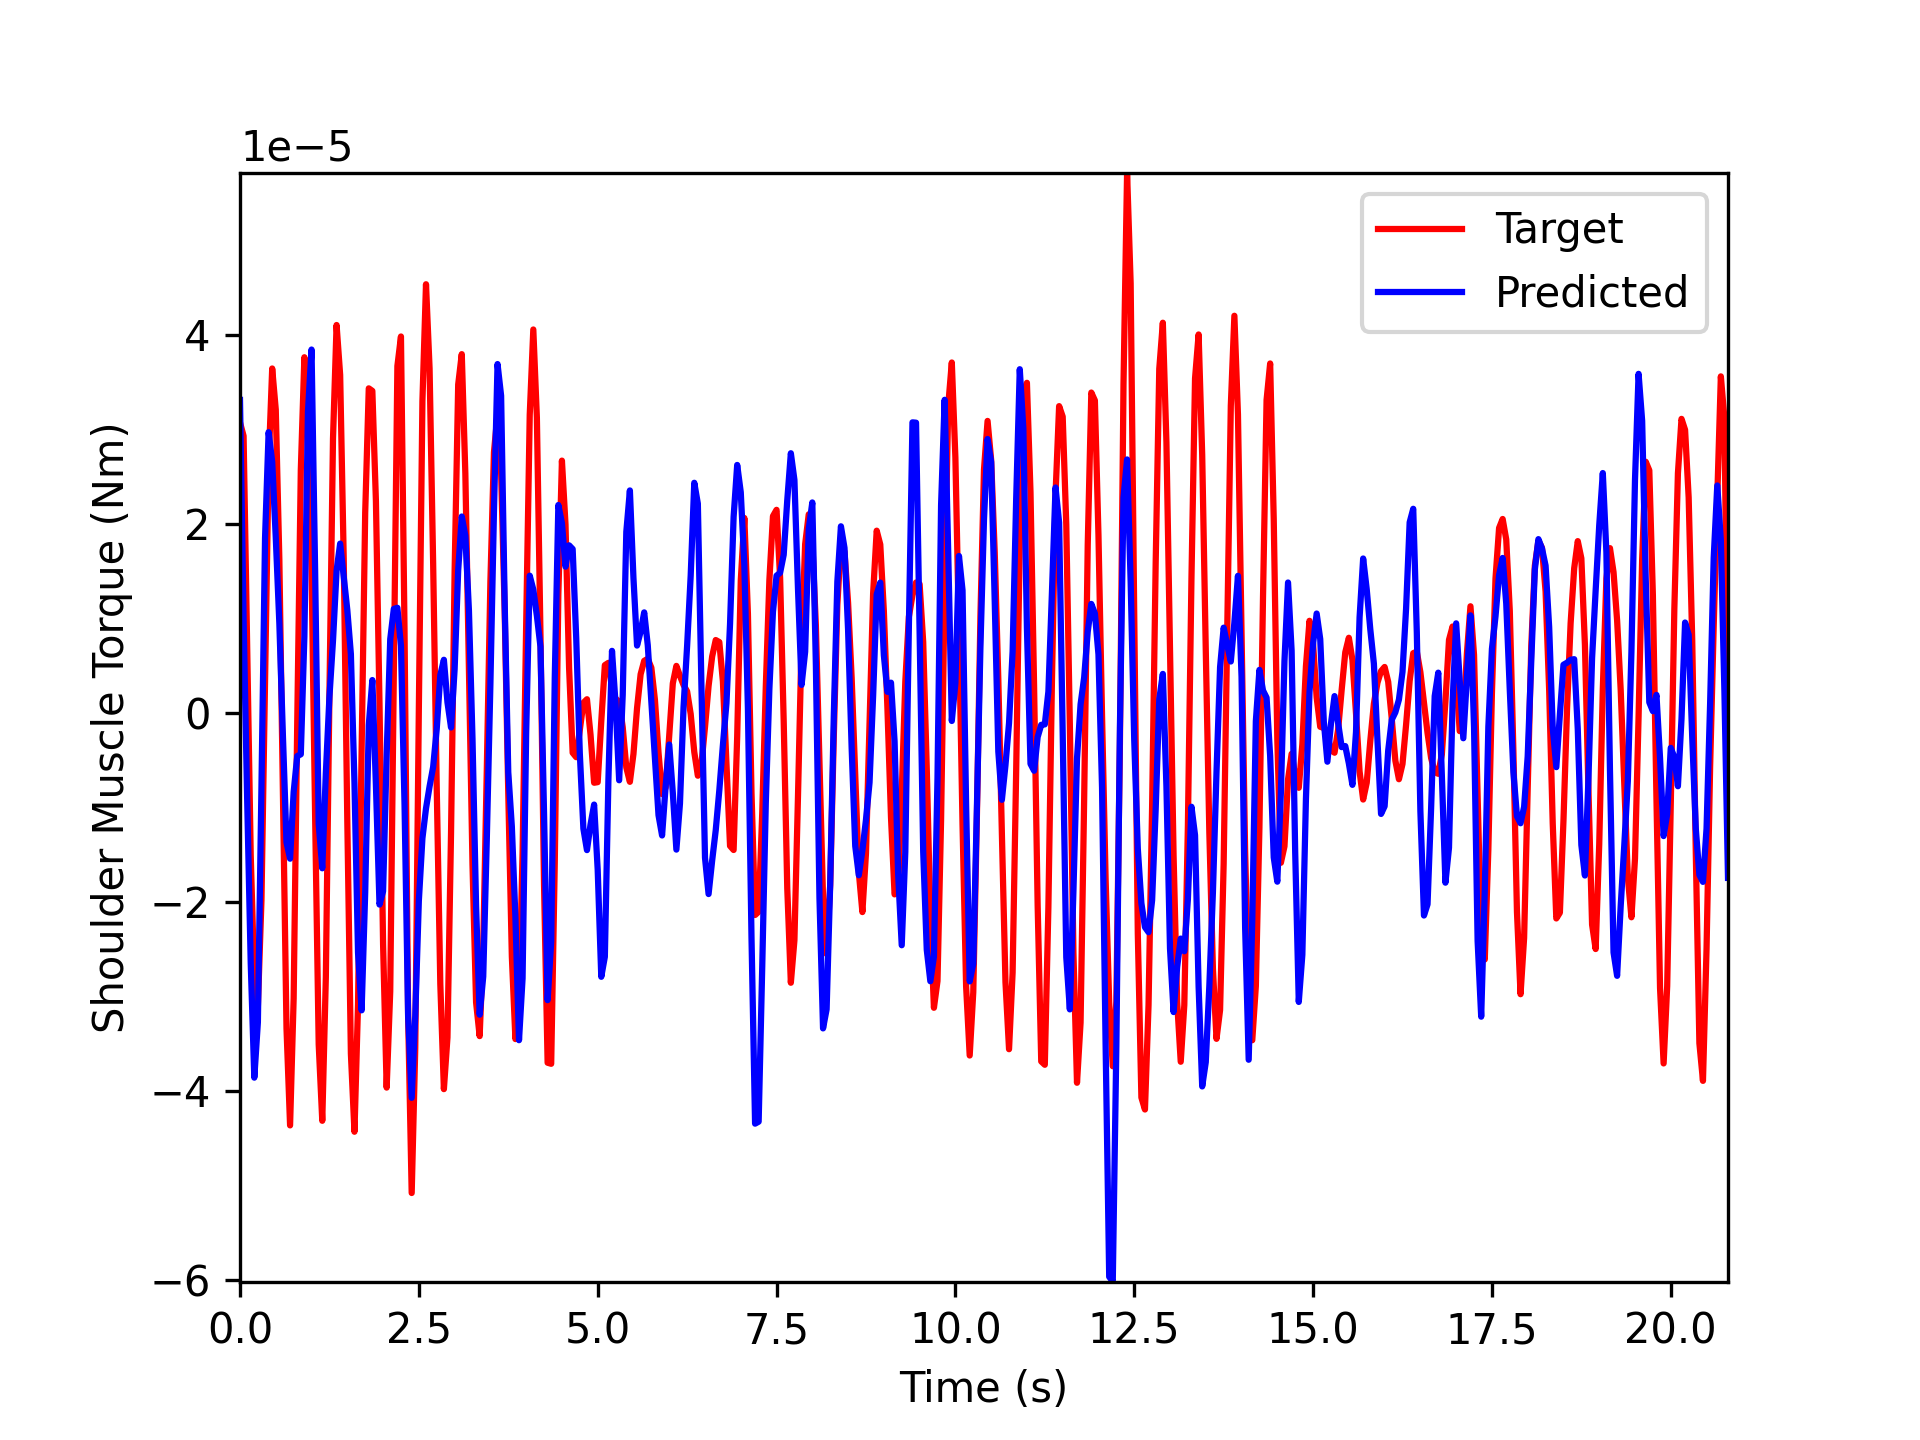 1e−5
Target
Predicted
Shoulder Muscle Torque (Nm)
4
2
0
−2
−4
−6
0.0 2.5 5.0 7.5 10.0 12.5 15.0 17.5 20.0
Time (s)